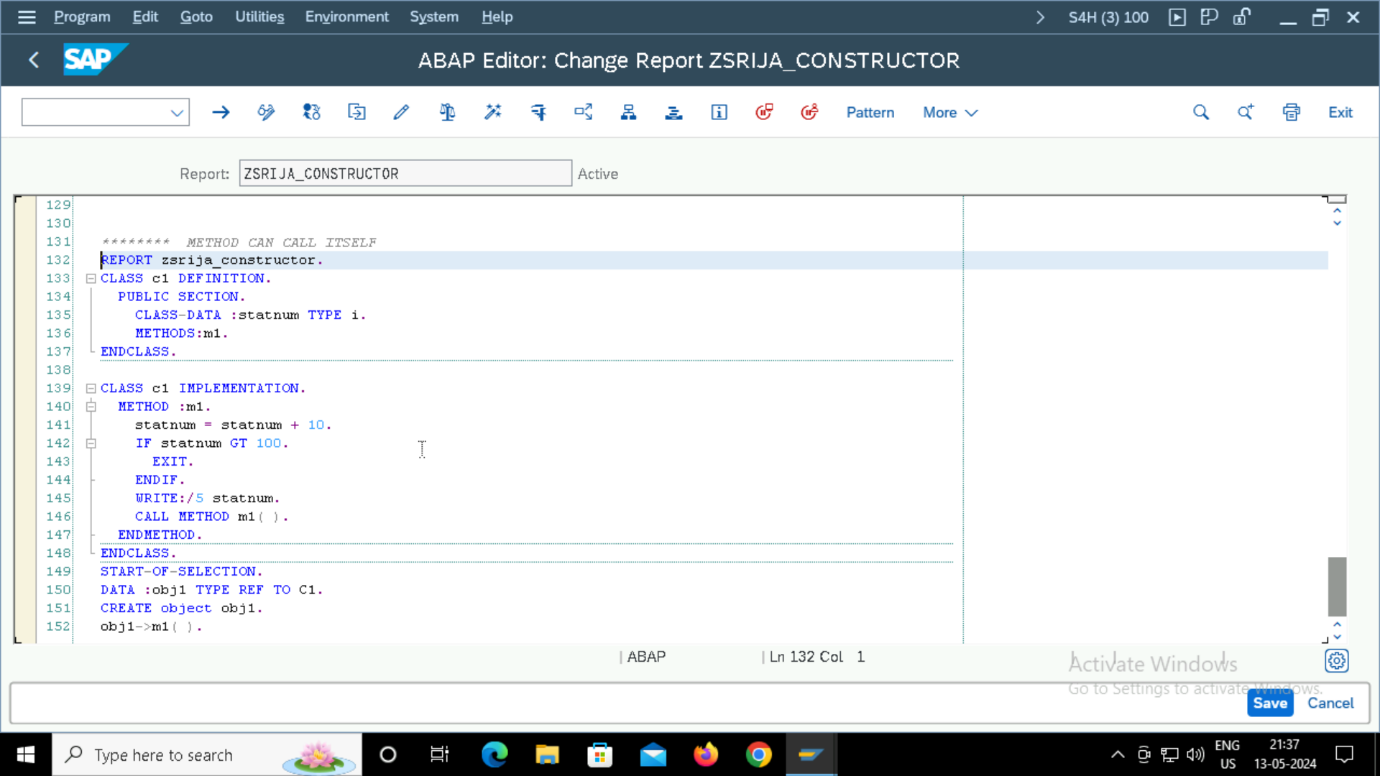 Program Edit Goto Utilities Environment System Help S4H (3) 100
SAP ABAP Editor: Change Report ZSRIJA_CONSTRUCTOR
Pattern More Exit
Report: ZSRIJA_CONSTRUCTOR Active
129
130
131 ******** METHOD CAN CALL ITSELF
132 REPORT zsrija_constructor.
133 CLASS c1 DEFINITION.
134 PUBLIC SECTION.
135 CLASS-DATA :statnum TYPE i.
136 METHODS:m1.
137 ENDCLASS.
138
139 CLASS c1 IMPLEMENTATION.
140 METHOD :m1.
141 statnum = statnum + 10.
142 IF statnum GT 100.
143 EXIT.
144 ENDIF.
145 WRITE:/5 statnum.
146 CALL METHOD m1( ).
147 ENDMETHOD.
148 ENDCLASS.
149 START-OF-SELECTION.
150 DATA :obj1 TYPE REF TO C1.
151 CREATE object obj1.
152 obj1->m1( ).
| ABAP | Ln 132 Col 1
Activate Windows
Go to Settings to activate Windows.
Save Cancel
Type here to search ENG 21:37
US 13-05-2024